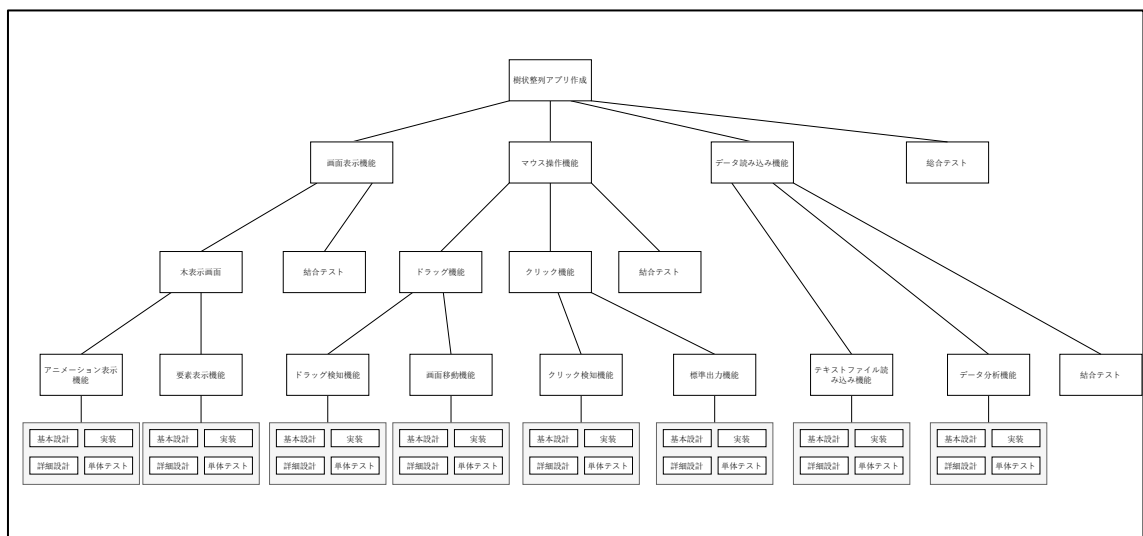 樹状整列アプリ作成
画面表示機能
マウス操作機能
データ読み込み機能
総合テスト
木表示画面
結合テスト
ドラッグ機能
クリック機能
結合テスト
アニメーション表示
機能
要素表示機能
ドラッグ検知機能
画面移動機能
クリック検知機能
標準出力機能
テキストファイル読
み込み機能
データ分析機能
結合テスト
基本設計
実装
詳細設計
単体テスト
基本設計
実装
詳細設計
単体テスト
基本設計
実装
詳細設計
単体テスト
基本設計
実装
詳細設計
単体テスト
基本設計
実装
詳細設計
単体テスト
基本設計
実装
詳細設計
単体テスト
基本設計
実装
詳細設計
単体テスト
基本設計
実装
詳細設計
単体テスト